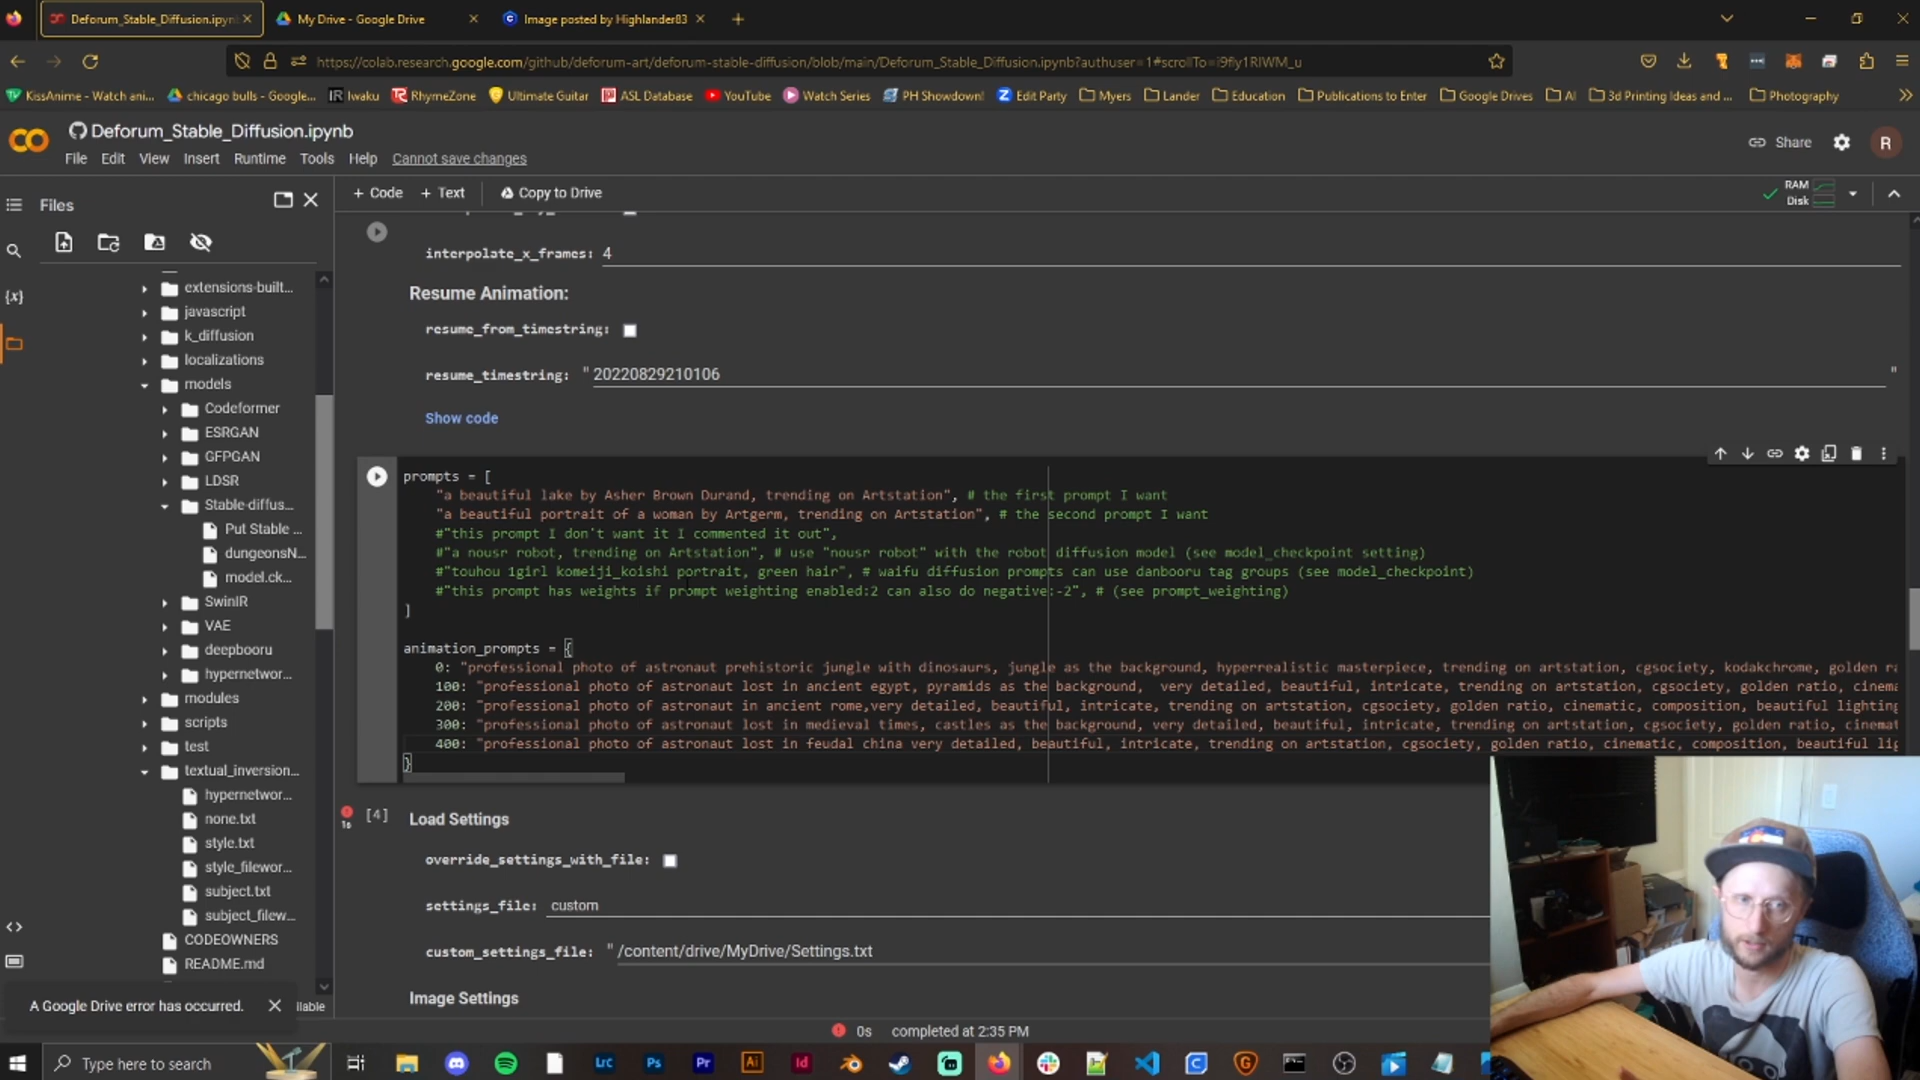 Deforum_Stable_Diffusion.ipyn
My Drive - Google Drive
Image posted by Highlander83
https://colab.research.google.com/github/deforum-art/deforum-stable-diffusion/blob/main/Deforum_Stable_Diffusion.ipynb?authuser=1#scrollTo=i9fly1RIWM_u
KissAnime - Watch ani...
chicago bulls - Google...
Iwaku
RhymeZone
Ultimate Guitar
ASL Database
YouTube
Watch Series
PH Showdown!
Edit Party
Myers
Lander
Education
Publications to Enter
Google Drives
AI
3d Printing Ideas and ...
Photography
Deforum_Stable_Diffusion.ipynb
File Edit View Insert Runtime Tools Help Cannot save changes
Share
R
Files
+ Code + Text Copy to Drive
RAM
Disk
extensions-built...
javascript
k_diffusion
localizations
models
Codeformer
ESRGAN
GFPGAN
LDSR
Stable-diffus...
Put Stable ...
dungeonsN...
model.ck...
SwinIR
VAE
deepbooru
hypernetwor...
modules
scripts
test
textual_inversion...
hypernetwor...
none.txt
style.txt
style_filewor...
subject.txt
subject_filew...
CODEOWNERS
README.md
A Google Drive error has occurred.
ilable
interpolate_x_frames: 4
Resume Animation:
resume_from_timestring:
resume_timestring: " 20220829210106 "
Show code
prompts = [
"a beautiful lake by Asher Brown Durand, trending on Artstation", # the first prompt I want
"a beautiful portrait of a woman by Artgerm, trending on Artstation", # the second prompt I want
#"this prompt I don't want it I commented it out",
#"a nousr robot, trending on Artstation", # use "nousr robot" with the robot diffusion model (see model_checkpoint setting)
#"touhou 1girl komeiji_koishi portrait, green hair", # waifu diffusion prompts can use danbooru tag groups (see model_checkpoint)
#"this prompt has weights if prompt weighting enabled:2 can also do negative:-2", # (see prompt_weighting)
]
animation_prompts = {
0: "professional photo of astronaut prehistoric jungle with dinosaurs, jungle as the background, hyperrealistic masterpiece, trending on artstation, cgsociety, kodakchrome, golden ra
100: "professional photo of astronaut lost in ancient egypt, pyramids as the background, very detailed, beautiful, intricate, trending on artstation, cgsociety, golden ratio, cinema
200: "professional photo of astronaut in ancient rome,very detailed, beautiful, intricate, trending on artstation, cgsociety, golden ratio, cinematic, composition, beautiful lighting
300: "professional photo of astronaut lost in medieval times, castles as the background, very detailed, beautiful, intricate, trending on artstation, cgsociety, golden ratio, cinemat
400: "professional photo of astronaut lost in feudal china very detailed, beautiful, intricate, trending on artstation, cgsociety, golden ratio, cinematic, composition, beautiful lig
}
[4] Load Settings
override_settings_with_file:
settings_file: custom
custom_settings_file: " /content/drive/MyDrive/Settings.txt
Image Settings
0s completed at 2:35 PM
Type here to search